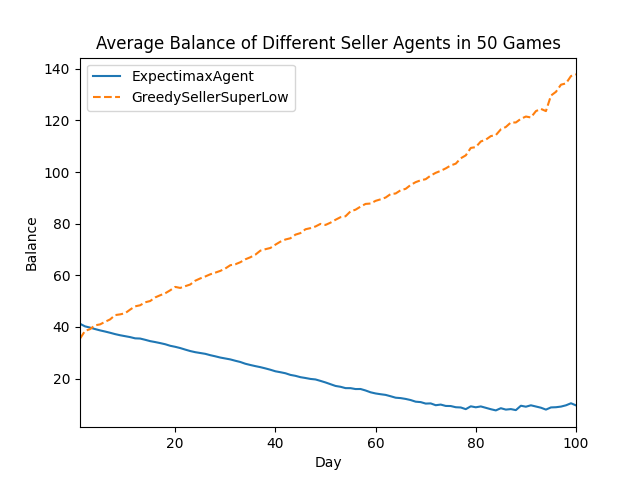 Average Balance of Different Seller Agents in 50 Games
ExpectimaxAgent
GreedySellerSuperLow
140
120
100
80
60
40
20
Balance
20
40
60
80
100
Day